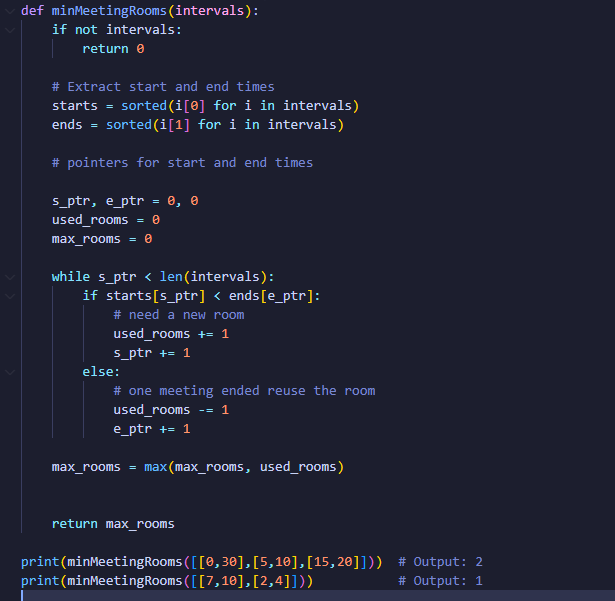 def minMeetingRooms(intervals):
    if not intervals:
        return 0

    # Extract start and end times
    starts = sorted(i[0] for i in intervals)
    ends = sorted(i[1] for i in intervals)

    # pointers for start and end times

    s_ptr, e_ptr = 0, 0
    used_rooms = 0
    max_rooms = 0

    while s_ptr < len(intervals):
        if starts[s_ptr] < ends[e_ptr]:
            # need a new room
            used_rooms += 1
            s_ptr += 1
        else:
            # one meeting ended reuse the room
            used_rooms -= 1
            e_ptr += 1

    max_rooms = max(max_rooms, used_rooms)


    return max_rooms

print(minMeetingRooms([[0,30],[5,10],[15,20]]))  # Output: 2
print(minMeetingRooms([[7,10],[2,4]]))           # Output: 1